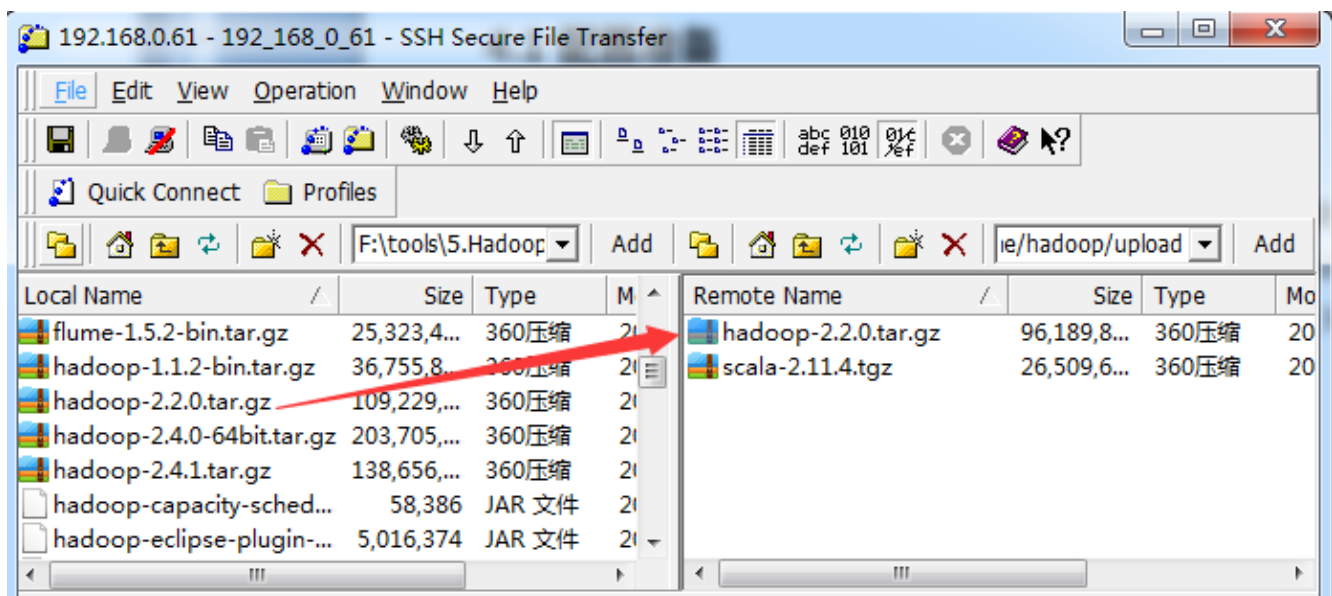 192.168.0.61 - 192_168_0_61 - SSH Secure File Transfer
File Edit View Operation Window Help
abc def 010 101
Quick Connect Profiles
F:\tools\5.Hadoop Add e/hadoop/upload Add
Local Name Size Type Remote Name Size Type Mo
flume-1.5.2-bin.tar.gz 25,323,4... 360压缩 hadoop-2.2.0.tar.gz 96,189,8... 360压缩 20
hadoop-1.1.2-bin.tar.gz 36,755,8... 360压缩 scala-2.11.4.tgz 26,509,6... 360压缩 20
hadoop-2.2.0.tar.gz 109,229,... 360压缩
hadoop-2.4.0-64bit.tar.gz 203,705,... 360压缩
hadoop-2.4.1.tar.gz 138,656,... 360压缩
hadoop-capacity-sched... 58,386 JAR 文件
hadoop-eclipse-plugin-... 5,016,374 JAR 文件